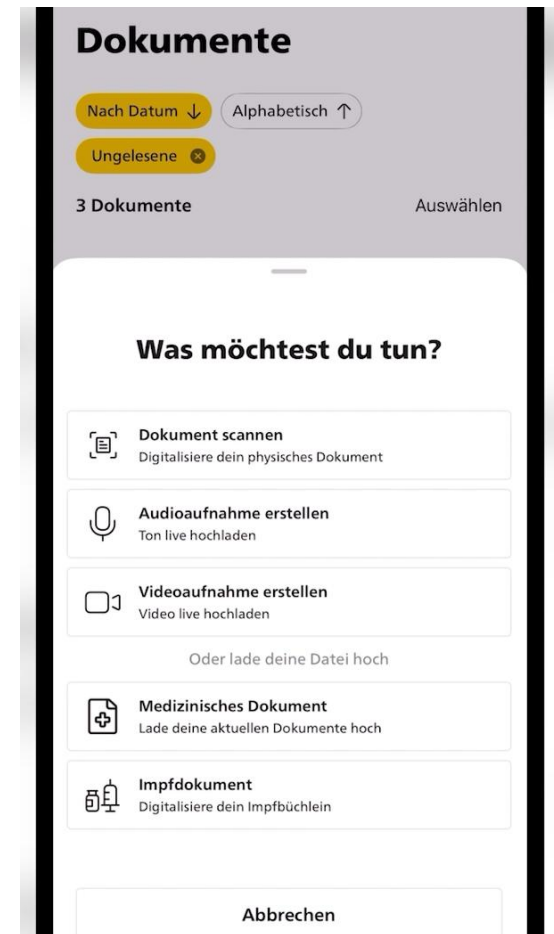 Dokumente
Nach Datum ↓ Alphabetisch ↑
Ungelesene
3 Dokumente Auswählen
Was möchtest du tun?
Dokument scannen
Digitalisiere dein physisches Dokument
Audioaufnahme erstellen
Ton live hochladen
Videoaufnahme erstellen
Video live hochladen
Oder lade deine Datei hoch
Medizinisches Dokument
Lade deine aktuellen Dokumente hoch
Impfdokument
Digitalisiere dein Impfbüchlein
Abbrechen